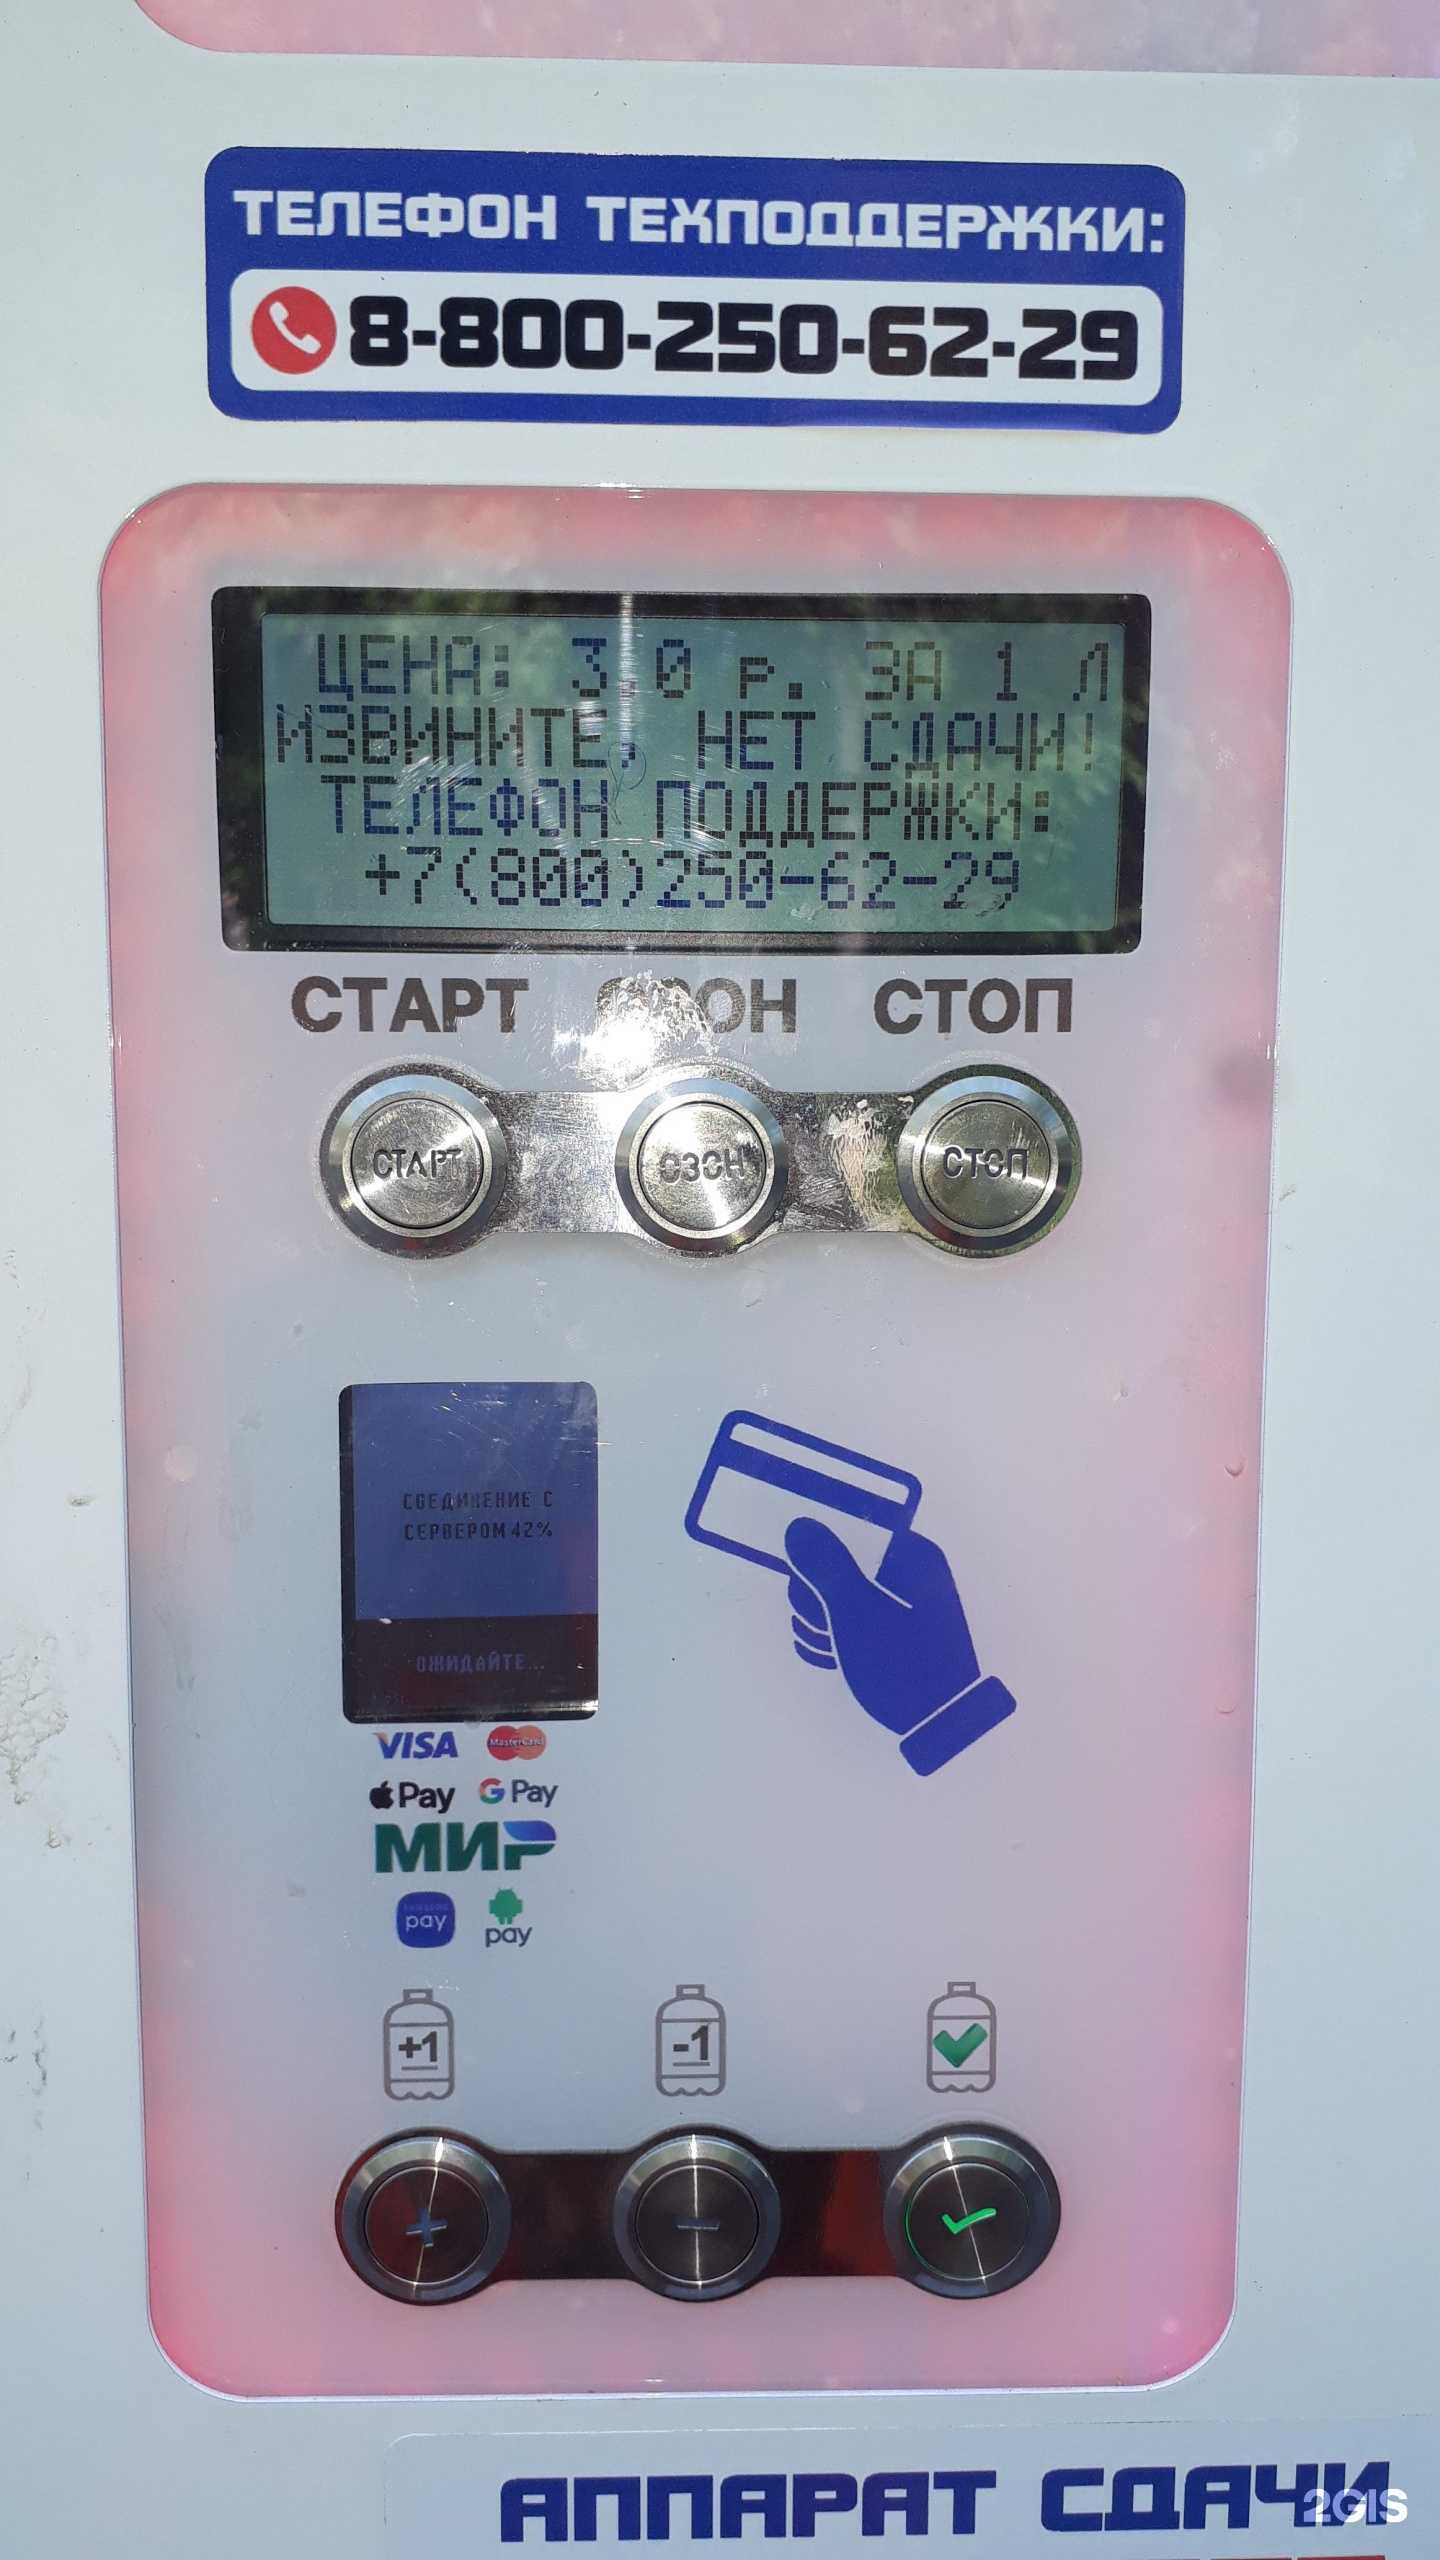 ТЕЛЕФОН ТЕХПОДДЕРЖКИ:
8-800-250-62-29
ЦЕНА: 3.0 р. ЗА 1 Л
ИЗВИНИТЕ, НЕТ СДАЧИ!
ТЕЛЕФОН ПОДДЕРЖКИ:
+7(800)250-62-29
СТАРТ ОЗОН СТОП
СТАРТ ОЗОН СТОП
СОЕДИНЕНИЕ С
СЕРВЕРОМ 42%
ОЖИДАЙТЕ...
VISA MasterCard
Pay G Pay
МИР
pay pay
+1 -1
+ -
АППАРАТ СДАЧИ
2GIS